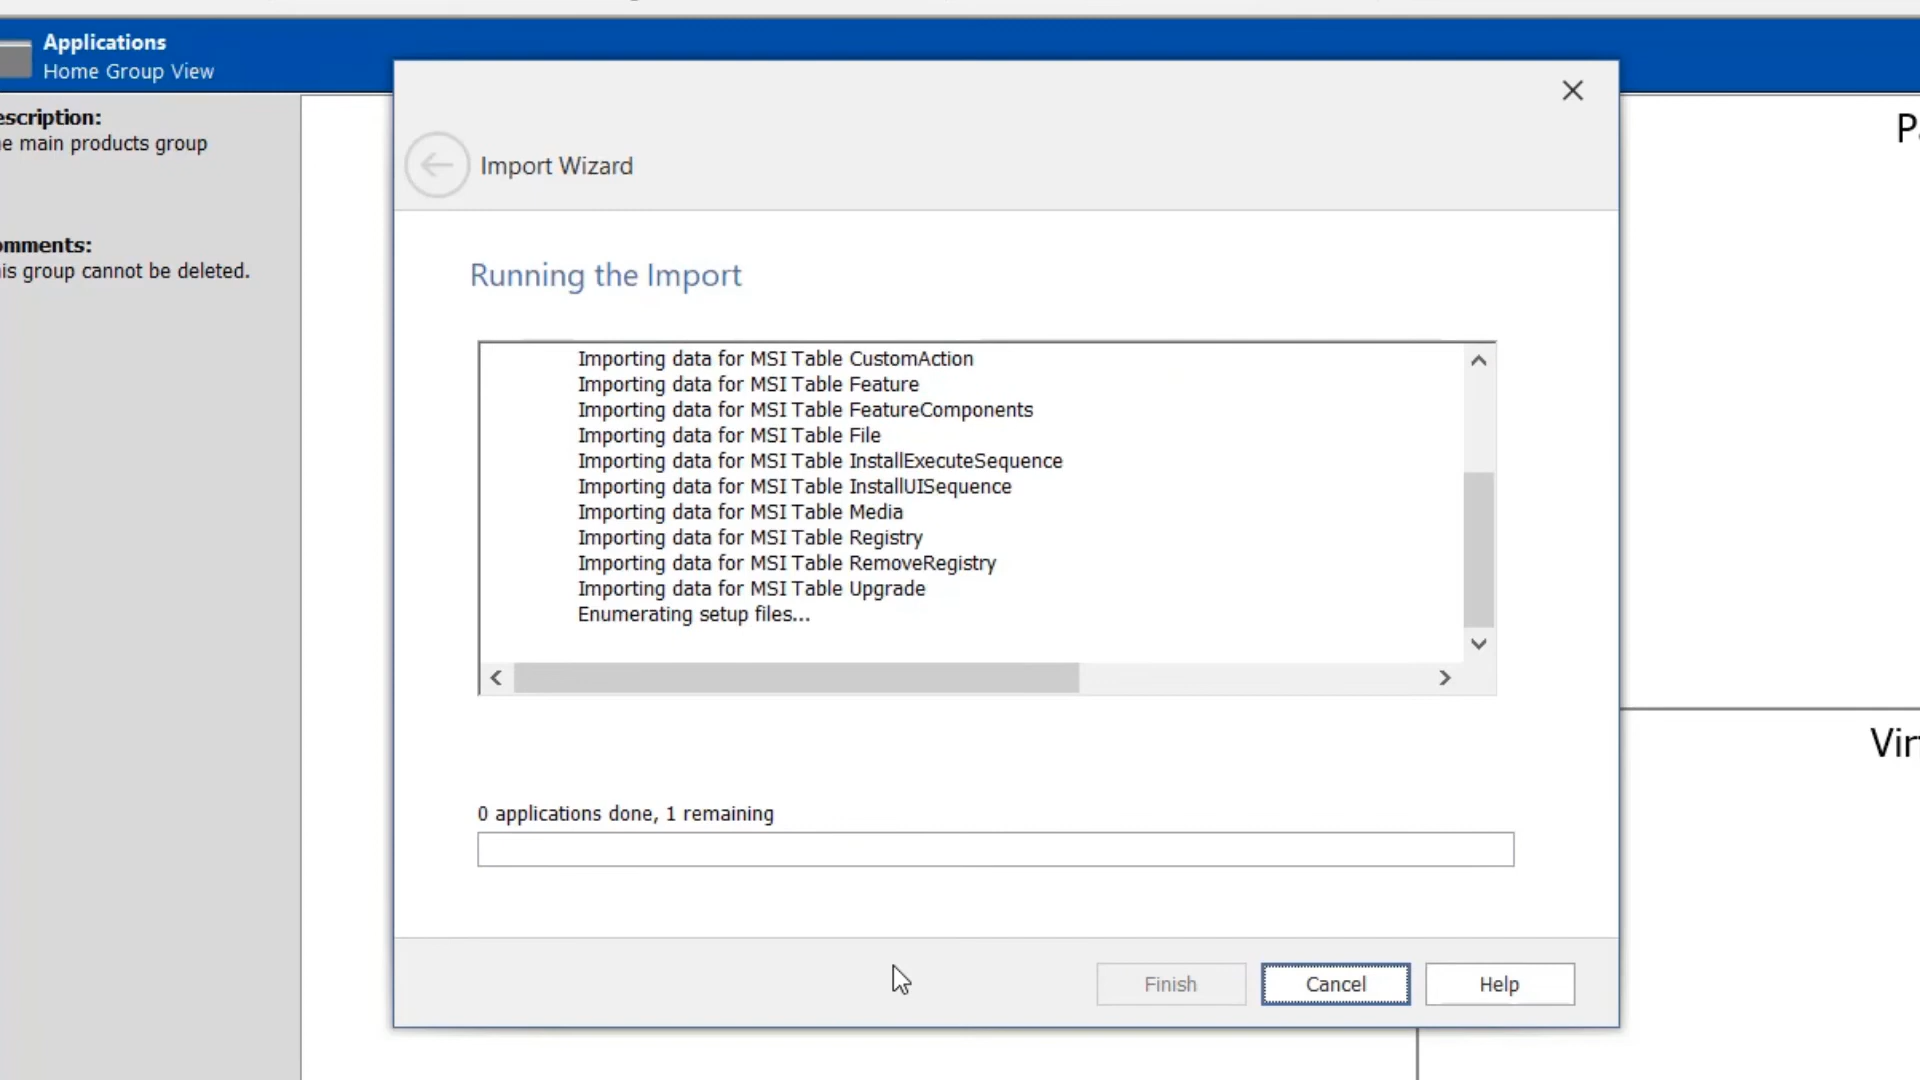 Applications
Home Group View
escription:
e main products group
omments:
is group cannot be deleted.
Import Wizard
Running the Import
Importing data for MSI Table CustomAction
Importing data for MSI Table Feature
Importing data for MSI Table FeatureComponents
Importing data for MSI Table File
Importing data for MSI Table InstallExecuteSequence
Importing data for MSI Table InstallUISequence
Importing data for MSI Table Media
Importing data for MSI Table Registry
Importing data for MSI Table RemoveRegistry
Importing data for MSI Table Upgrade
Enumerating setup files...
0 applications done, 1 remaining
Finish
Cancel
Help